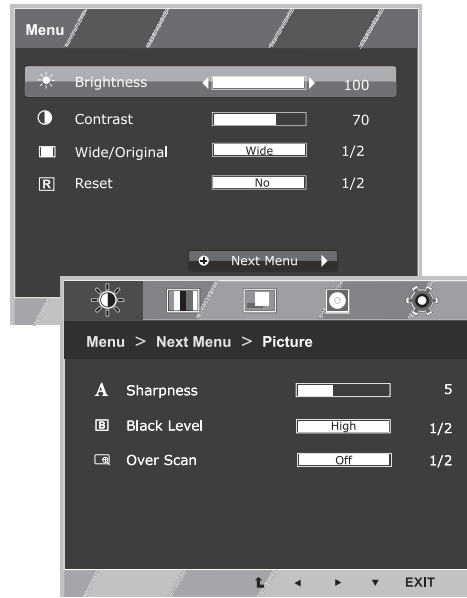 Menu
Brightness 100
Contrast 70
Wide/Original Wide 1/2
R Reset No 1/2
Next Menu
Menu > Next Menu > Picture
A Sharpness 5
B Black Level High 1/2
Over Scan Off 1/2
EXIT